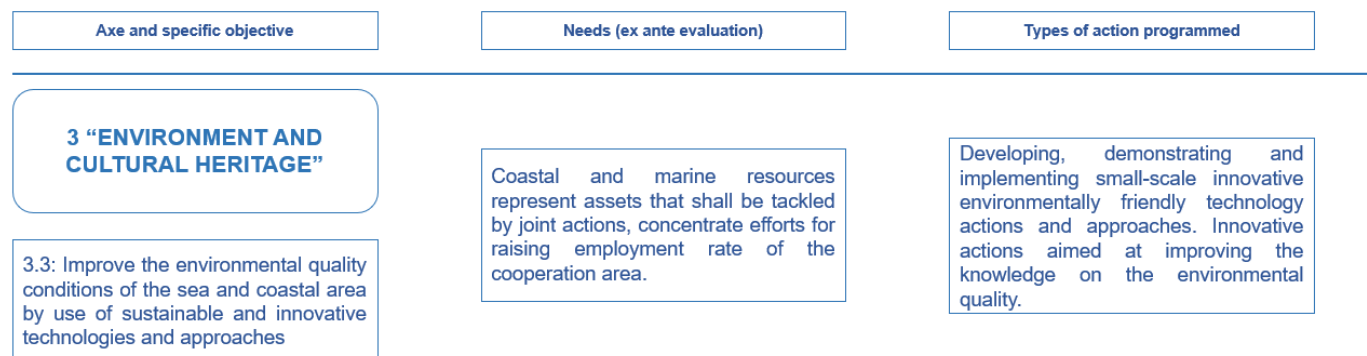 Axe and specific objective
Needs (ex ante evaluation)
Types of action programmed
3 “ENVIRONMENT AND
CULTURAL HERITAGE”
3.3: Improve the environmental quality
conditions of the sea and coastal area
by use of sustainable and innovative
technologies and approaches
Coastal and marine resources
represent assets that shall be tackled
by joint actions, concentrate efforts for
raising employment rate of the
cooperation area.
Developing, demonstrating and
implementing small-scale innovative
environmentally friendly technology
actions and approaches. Innovative
actions aimed at improving the
knowledge on the environmental
quality.